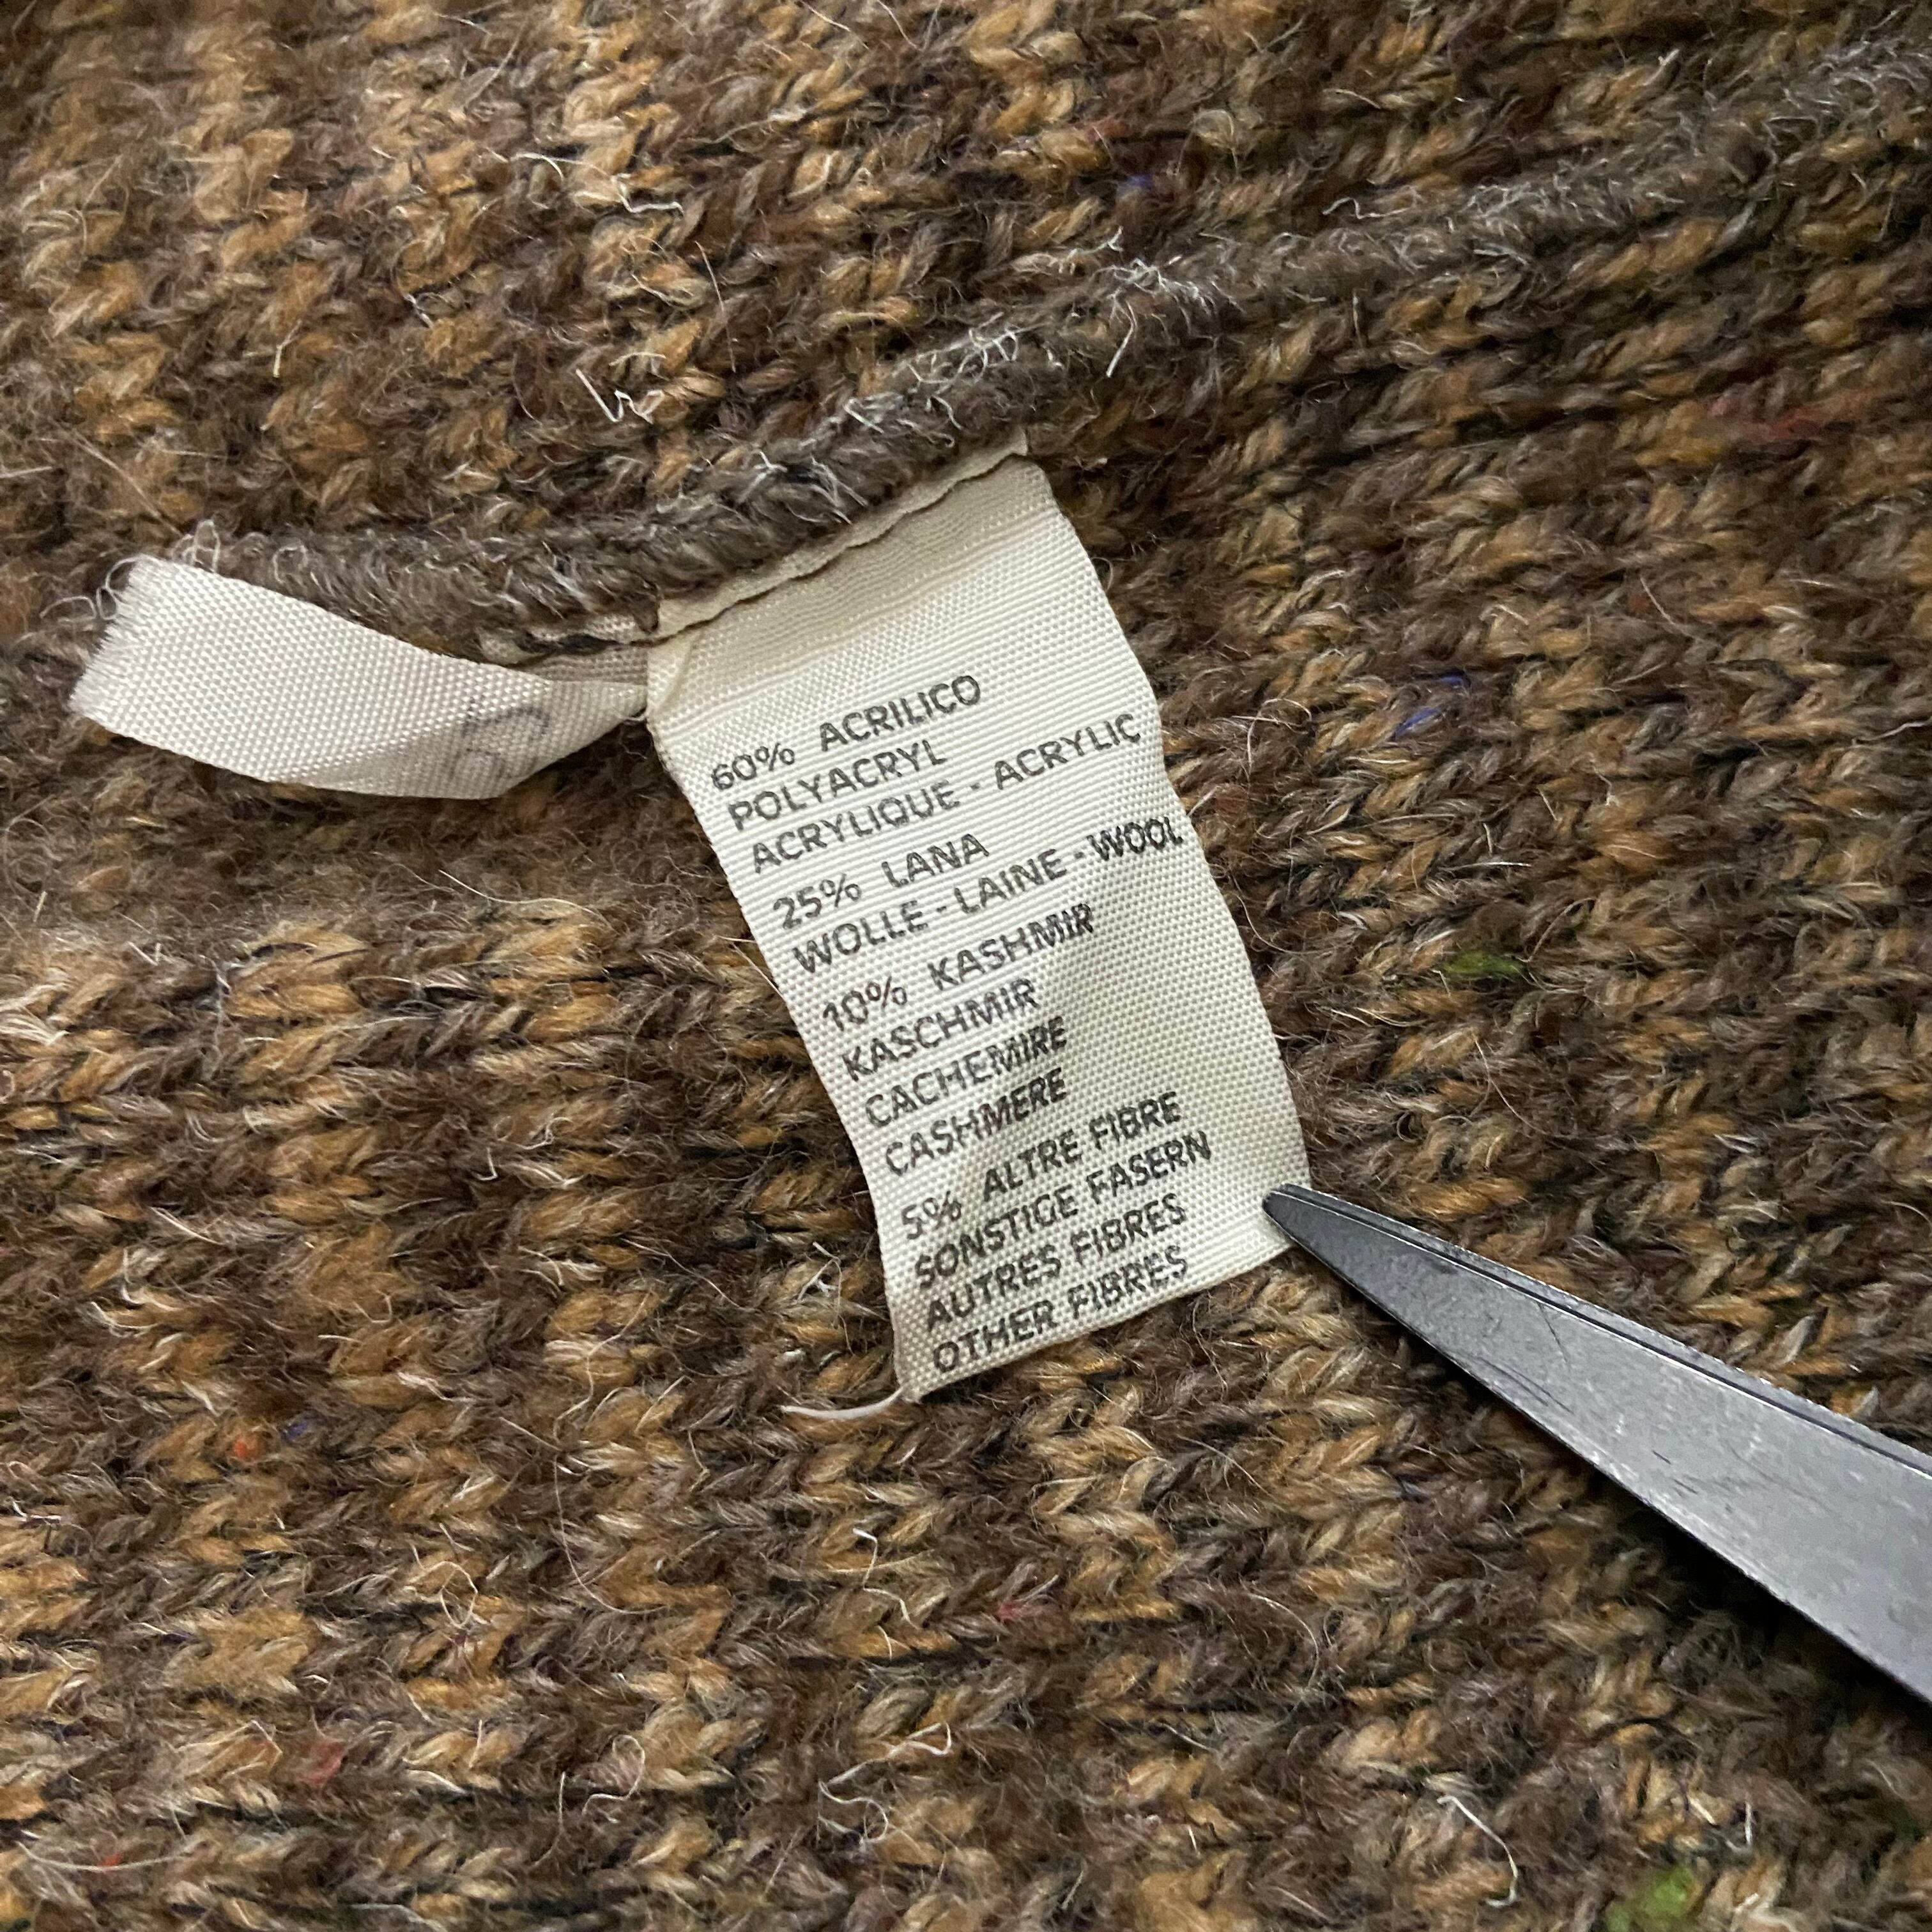 60% ACRILICO
POLYACRYL
ACRYLIQUE - ACRYLIC
25% LANA
WOLLE - LAINE - WOOL
10% KASHMIR
KASCHMIR
CACHEMIRE
CASHMERE
5% ALTRE FIBRE
SONSTIGE FASERN
AUTRES FIBRES
OTHER FIBRES